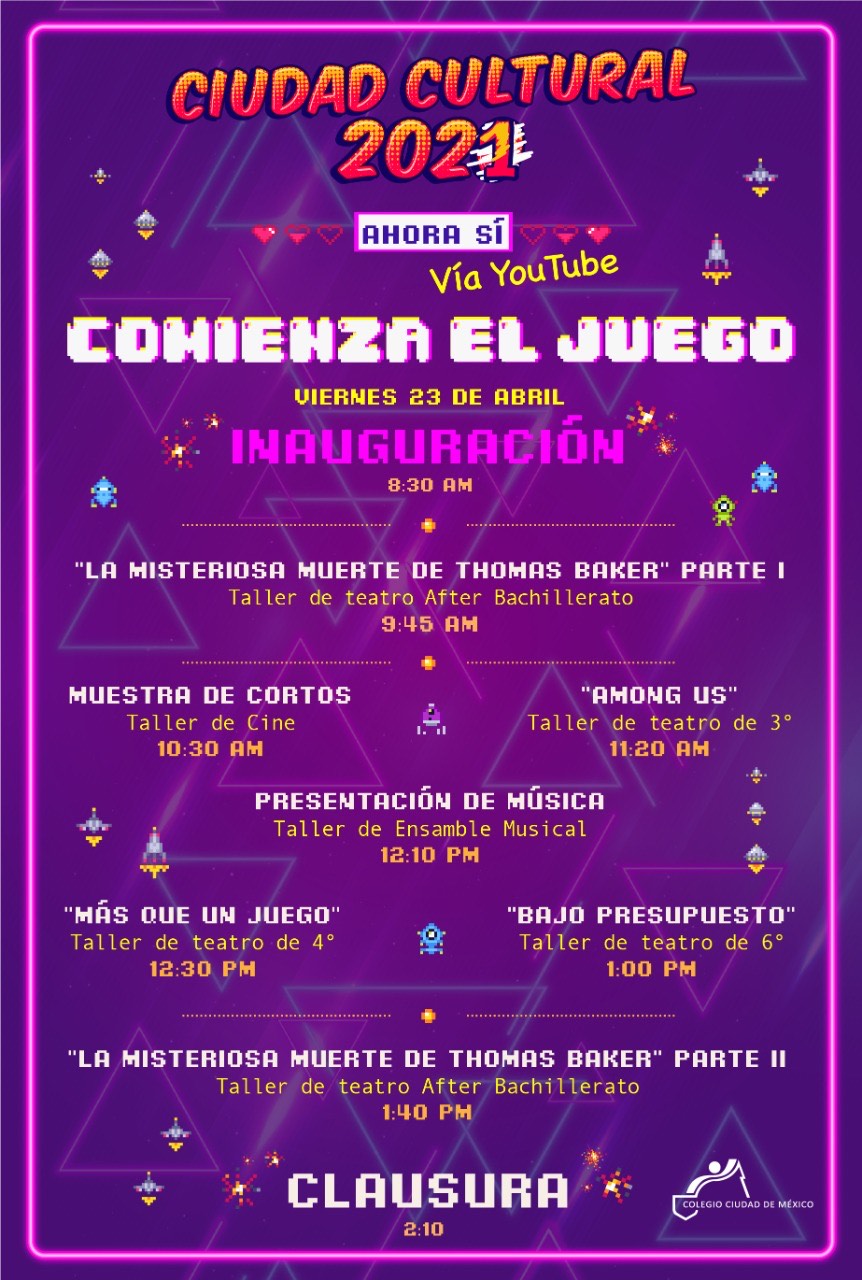 CIUDAD CULTURAL
2021
AHORA SÍ
Vía YouTube
COMIENZA EL JUEGO
VIERNES 23 DE ABRIL
INAUGURACIÓN
8:30 AM
"LA MISTERIOSA MUERTE DE THOMAS BAKER" PARTE I
Taller de teatro After Bachillerato
9:45 AM
MUESTRA DE CORTOS
Taller de Cine
10:30 AM
"AMONG US"
Taller de teatro de 3°
11:20 AM
PRESENTACIÓN DE MÚSICA
Taller de Ensamble Musical
12:10 PM
"MÁS QUE UN JUEGO"
Taller de teatro de 4°
12:30 PM
"BAJO PRESUPUESTO"
Taller de teatro de 6°
1:00 PM
"LA MISTERIOSA MUERTE DE THOMAS BAKER" PARTE II
Taller de teatro After Bachillerato
1:40 PM
CLAUSURA
2:10
COLEGIO CIUDAD DE MÉXICO